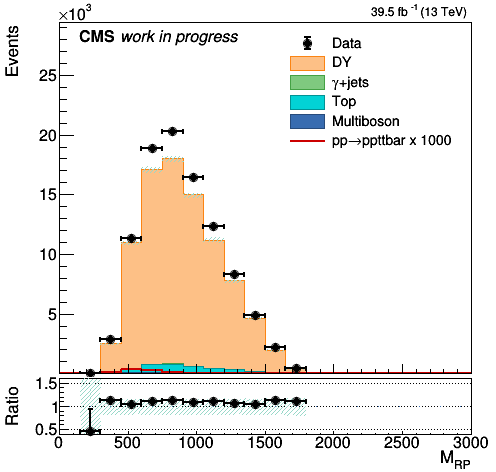 ×10³
39.5 fb⁻¹ (13 TeV)
CMS work in progress
Events
25
20
15
10
5
Data
DY
γ+jets
Top
Multiboson
pp→ppttbar x 1000
Ratio
1.5
1
0.5
0 500 1000 1500 2000 2500 3000
M_RP